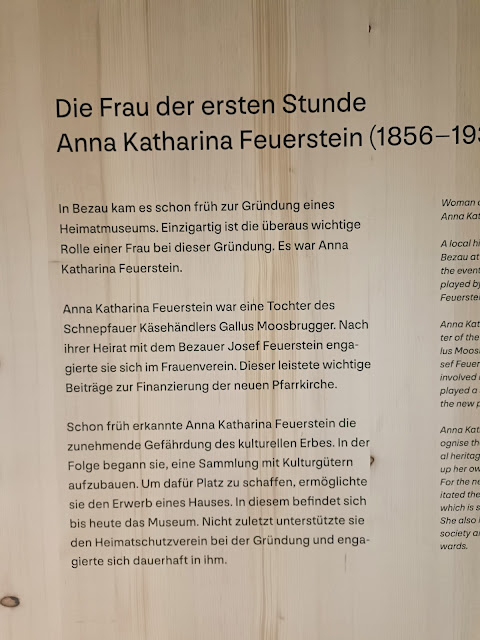 Die Frau der ersten Stunde
Anna Katharina Feuerstein (1856–193
In Bezau kam es schon früh zur Gründung eines
Heimatmuseums. Einzigartig ist die überaus wichtige
Rolle einer Frau bei dieser Gründung. Es war Anna
Katharina Feuerstein.
Anna Katharina Feuerstein war eine Tochter des
Schnepfauer Käsehändlers Gallus Moosbrugger. Nach
ihrer Heirat mit dem Bezauer Josef Feuerstein enga-
gierte sie sich im Frauenverein. Dieser leistete wichtige
Beiträge zur Finanzierung der neuen Pfarrkirche.
Schon früh erkannte Anna Katharina Feuerstein die
zunehmende Gefährdung des kulturellen Erbes. In der
Folge begann sie, eine Sammlung mit Kulturgütern
aufzubauen. Um dafür Platz zu schaffen, ermöglichte
sie den Erwerb eines Hauses. In diesem befindet sich
bis heute das Museum. Nicht zuletzt unterstützte sie
den Heimatschutzverein bei der Gründung und enga-
gierte sich dauerhaft in ihm.
Woman
Anna Kat
A local hi
Bezau at
the event
played by
Feuerstei
Anna Kat
ter of the
lus Moos
sef Feuer
involved
played a
the new p
Anna Kat
ognise th
al heritag
up her ow
For the ne
itated the
which is s
She also
society a
wards.